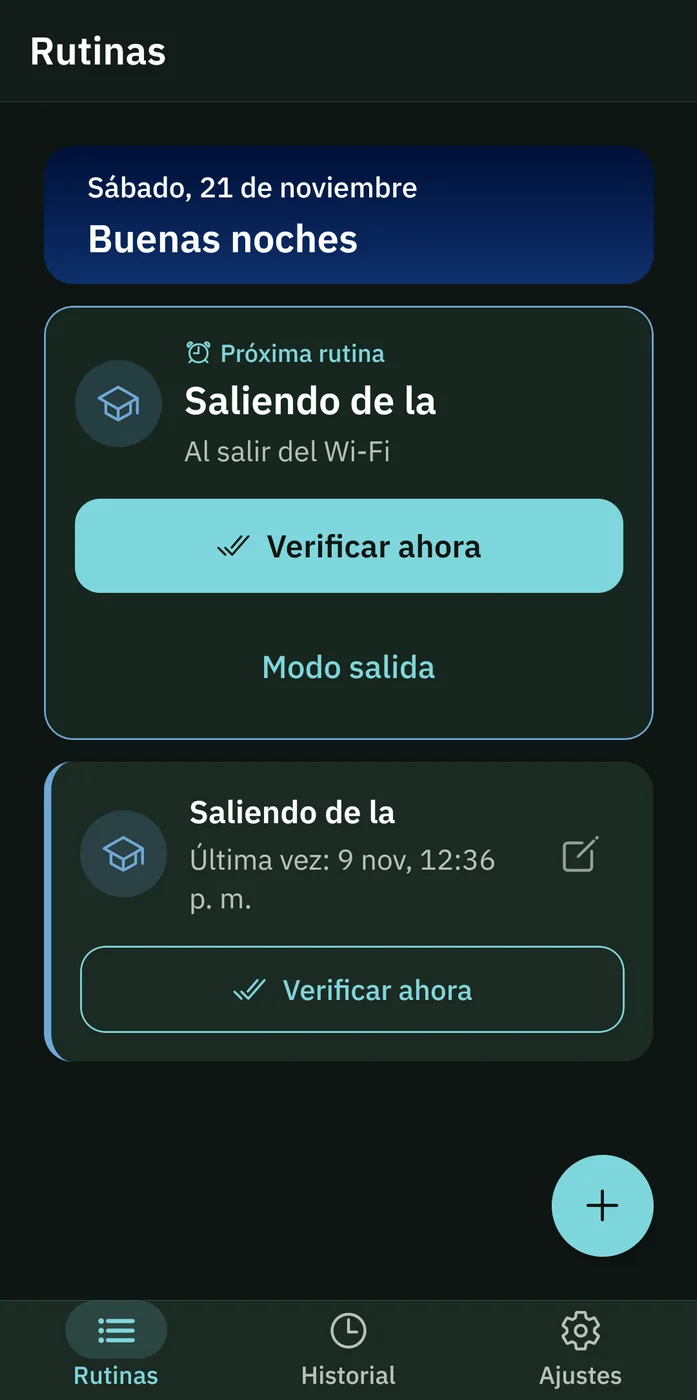 Rutinas
Sábado, 21 de noviembre
Buenas noches
Próxima rutina
Saliendo de la
Al salir del Wi-Fi
Verificar ahora
Modo salida
Saliendo de la
Última vez: 9 nov, 12:36
p. m.
Verificar ahora
Rutinas
Historial
Ajustes